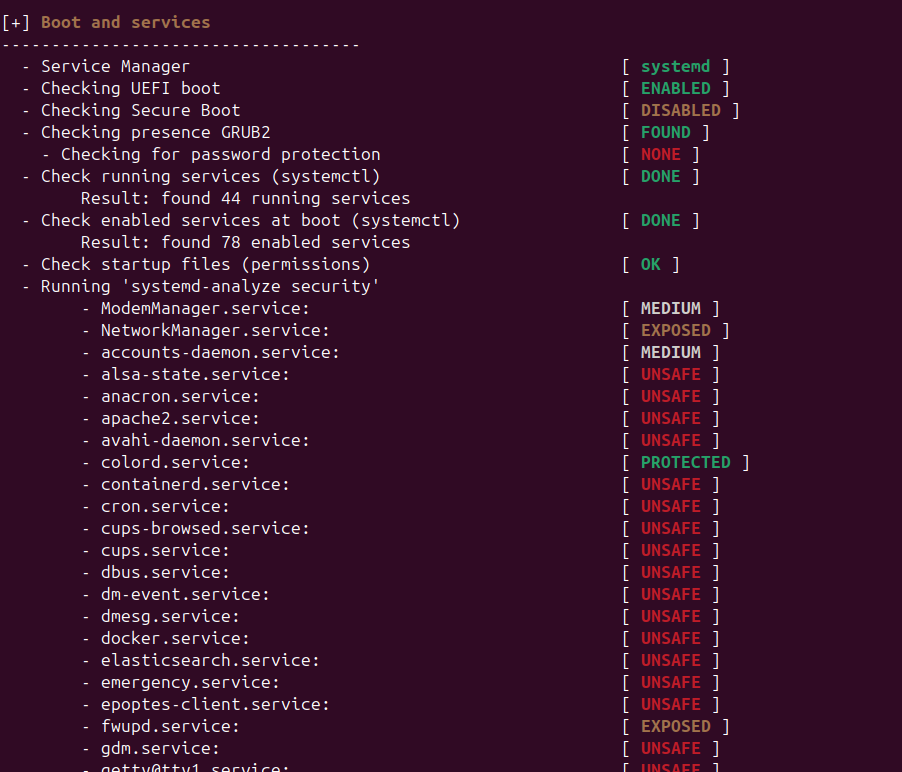 [+] Boot and services
------------------------------------
- Service Manager [ systemd ]
- Checking UEFI boot [ ENABLED ]
- Checking Secure Boot [ DISABLED ]
- Checking presence GRUB2 [ FOUND ]
- Checking for password protection [ NONE ]
- Check running services (systemctl) [ DONE ]
Result: found 44 running services
- Check enabled services at boot (systemctl) [ DONE ]
Result: found 78 enabled services
- Check startup files (permissions) [ OK ]
- Running 'systemd-analyze security'
- ModemManager.service: [ MEDIUM ]
- NetworkManager.service: [ EXPOSED ]
- accounts-daemon.service: [ MEDIUM ]
- alsa-state.service: [ UNSAFE ]
- anacron.service: [ UNSAFE ]
- apache2.service: [ UNSAFE ]
- avahi-daemon.service: [ UNSAFE ]
- colord.service: [ PROTECTED ]
- containerd.service: [ UNSAFE ]
- cron.service: [ UNSAFE ]
- cups-browsed.service: [ UNSAFE ]
- cups.service: [ UNSAFE ]
- dbus.service: [ UNSAFE ]
- dm-event.service: [ UNSAFE ]
- dmesg.service: [ UNSAFE ]
- docker.service: [ UNSAFE ]
- elasticsearch.service: [ UNSAFE ]
- emergency.service: [ UNSAFE ]
- epoptes-client.service: [ UNSAFE ]
- fwupd.service: [ EXPOSED ]
- gdm.service: [ UNSAFE ]
- getty@tty1.service: [ UNSAFE ]